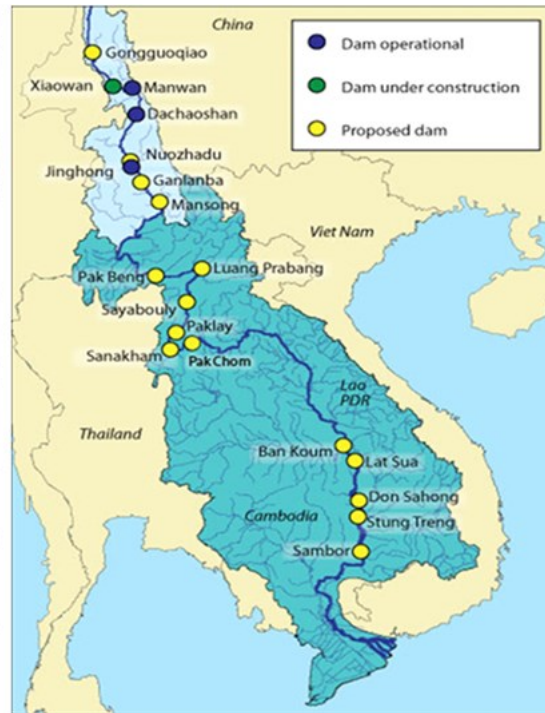 China
Gongguoqiao
Dam operational
Dam under construction
Proposed dam
Xiaowan
Manwan
Dachaoshan
Nuozhadu
Jinghong
Ganlanba
Mansong
Viet Nam
Luang Prabang
Pak Beng
Sayabouly
Paklay
Sanakham
Pak Chom
Lao
PDR
Thailand
Ban Koum
Lat Sua
Don Sahong
Cambodia
Stung Treng
Sambor